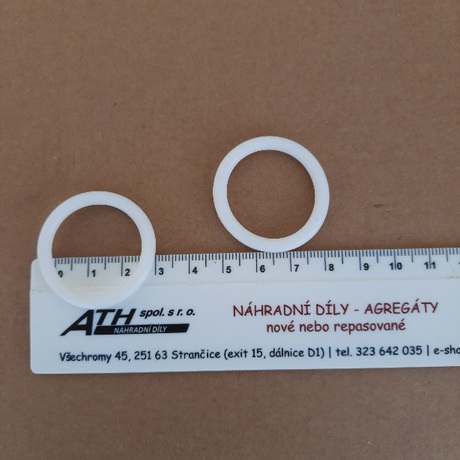 0 1 2 3 5 6 7 8 9 10 11
ATH spol. s r. o.
NÁHRADNÍ DÍLY
NÁHRADNÍ DÍLY - AGREGÁTY
nové nebo repasované
Všechromy 45, 251 63 Strančice (exit 15, dálnice D1) | tel. 323 642 035 | e-sho